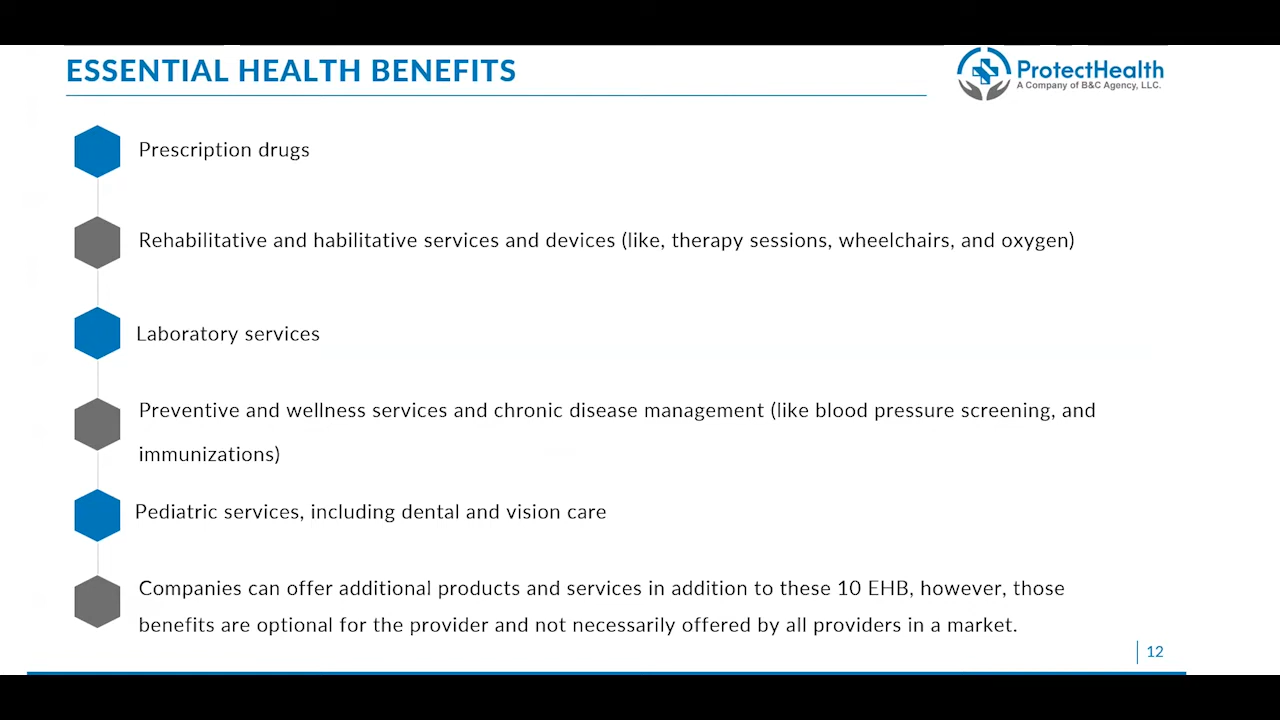 ESSENTIAL HEALTH BENEFITS
ProtectHealth
A Company of B&C Agency, LLC.
Prescription drugs
Rehabilitative and habilitative services and devices (like, therapy sessions, wheelchairs, and oxygen)
Laboratory services
Preventive and wellness services and chronic disease management (like blood pressure screening, and
immunizations)
Pediatric services, including dental and vision care
Companies can offer additional products and services in addition to these 10 EHB, however, those
benefits are optional for the provider and not necessarily offered by all providers in a market.
12